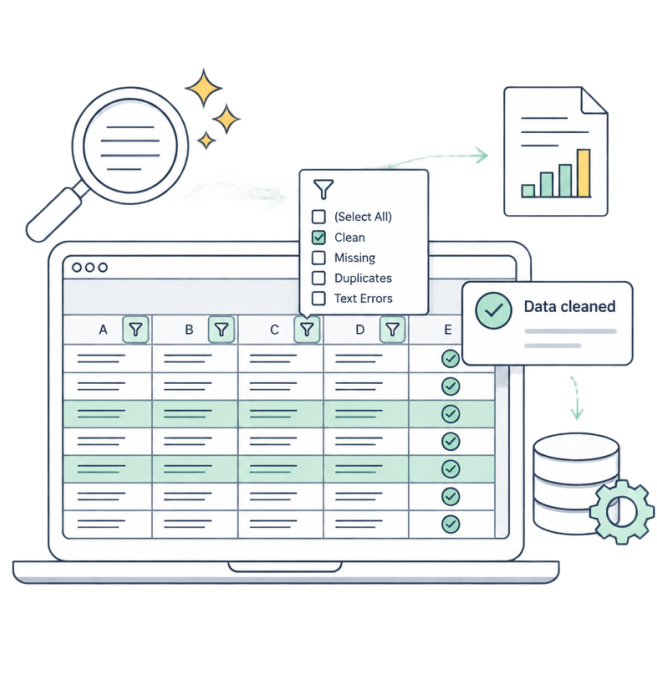 (Select All)
Clean
Missing
Duplicates
Text Errors
Data cleaned
A B C D E